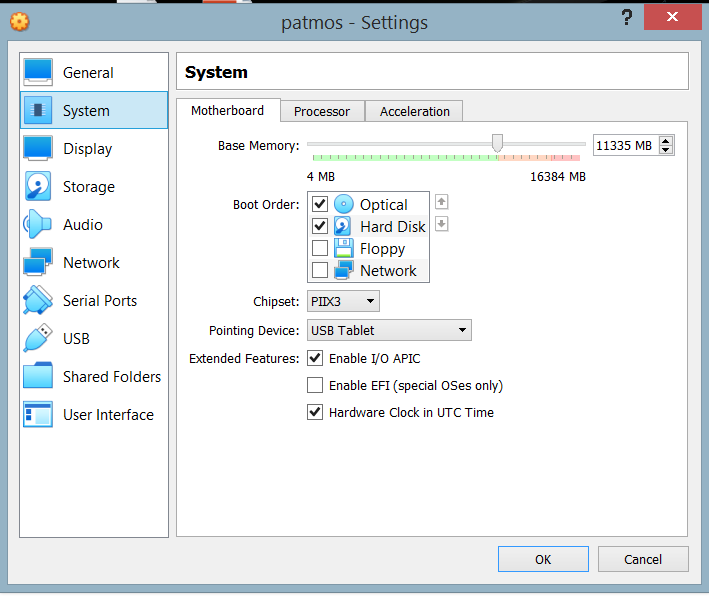 patmos - Settings
?
General
System
Display
Storage
Audio
Network
Serial Ports
USB
Shared Folders
User Interface
System
Motherboard Processor Acceleration
Base Memory: 11335 MB
4 MB 16384 MB
Boot Order: Optical
Hard Disk
Floppy
Network
Chipset: PIIX3
Pointing Device: USB Tablet
Extended Features: Enable I/O APIC
Enable EFI (special OSes only)
Hardware Clock in UTC Time
OK Cancel